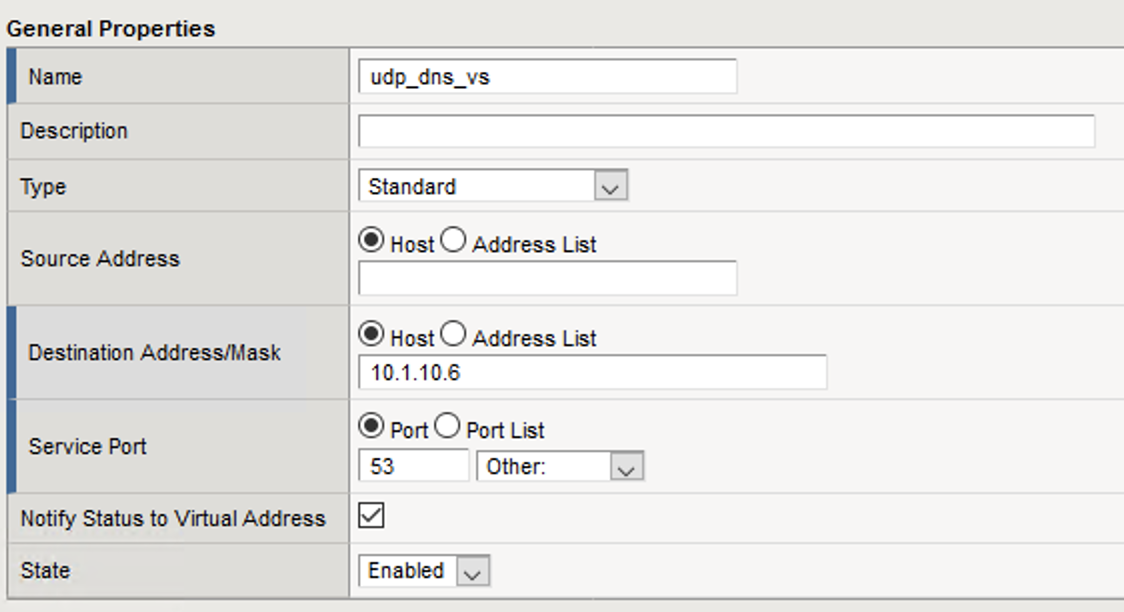 General Properties
Name udp_dns_vs
Description
Type Standard
Source Address Host Address List
Destination Address/Mask Host Address List
10.1.10.6
Service Port Port Port List
53 Other:
Notify Status to Virtual Address
State Enabled